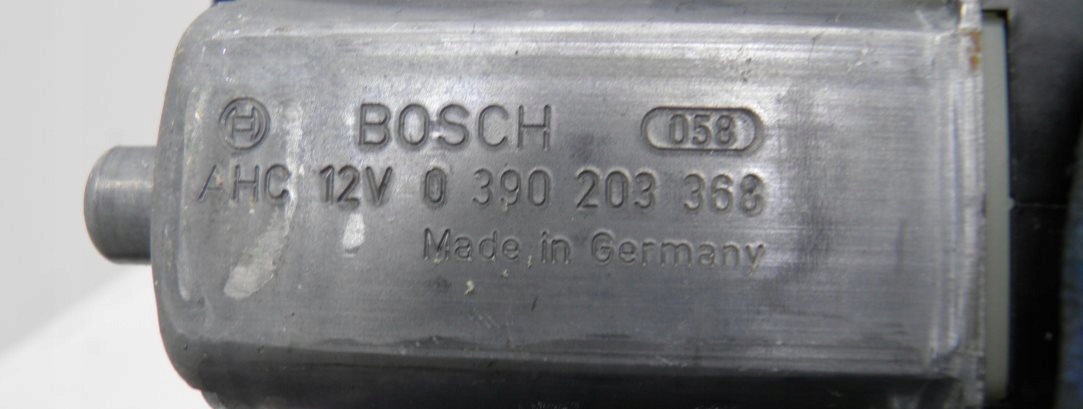 BOSCH 058
AHC 12V 0 390 203 368
Made in Germany